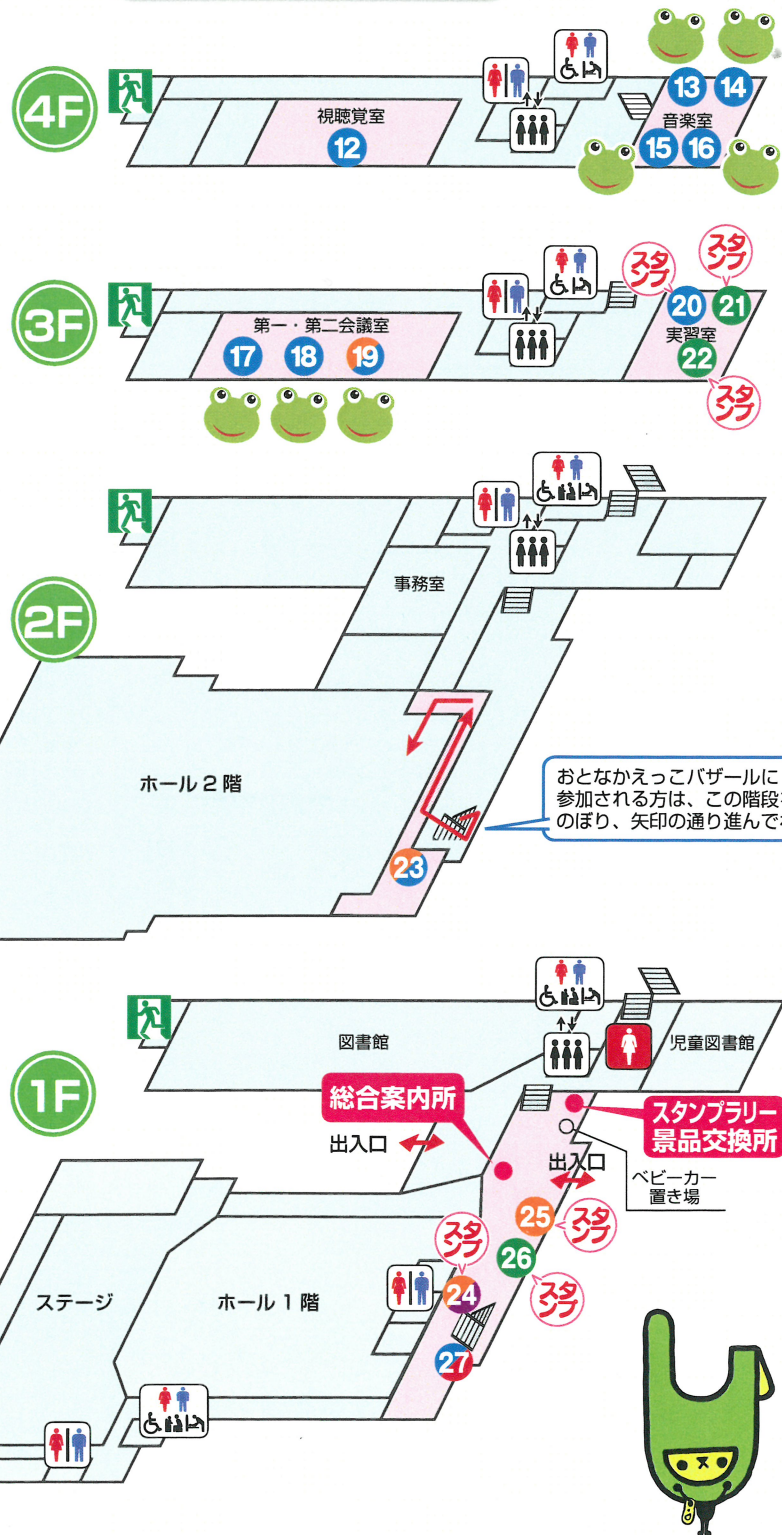 4F
視聴覚室
12
13
14
音楽室
15
16
3F
第一・第二会議室
17
18
19
スタ
ンプ
スタ
ンプ
20
21
実習室
22
スタ
ンプ
2F
事務室
ホール2階
おとなかえっこバザールに
参加される方は、この階段
のぼり、矢印の通り進んで
23
1F
図書館
児童図書館
総合案内所
スタンプラリー
景品交換所
出入口
出入口
ベビーカー
置き場
25
スタ
ンプ
26
スタ
ンプ
スタ
ンプ
24
ステージ
ホール1階
27